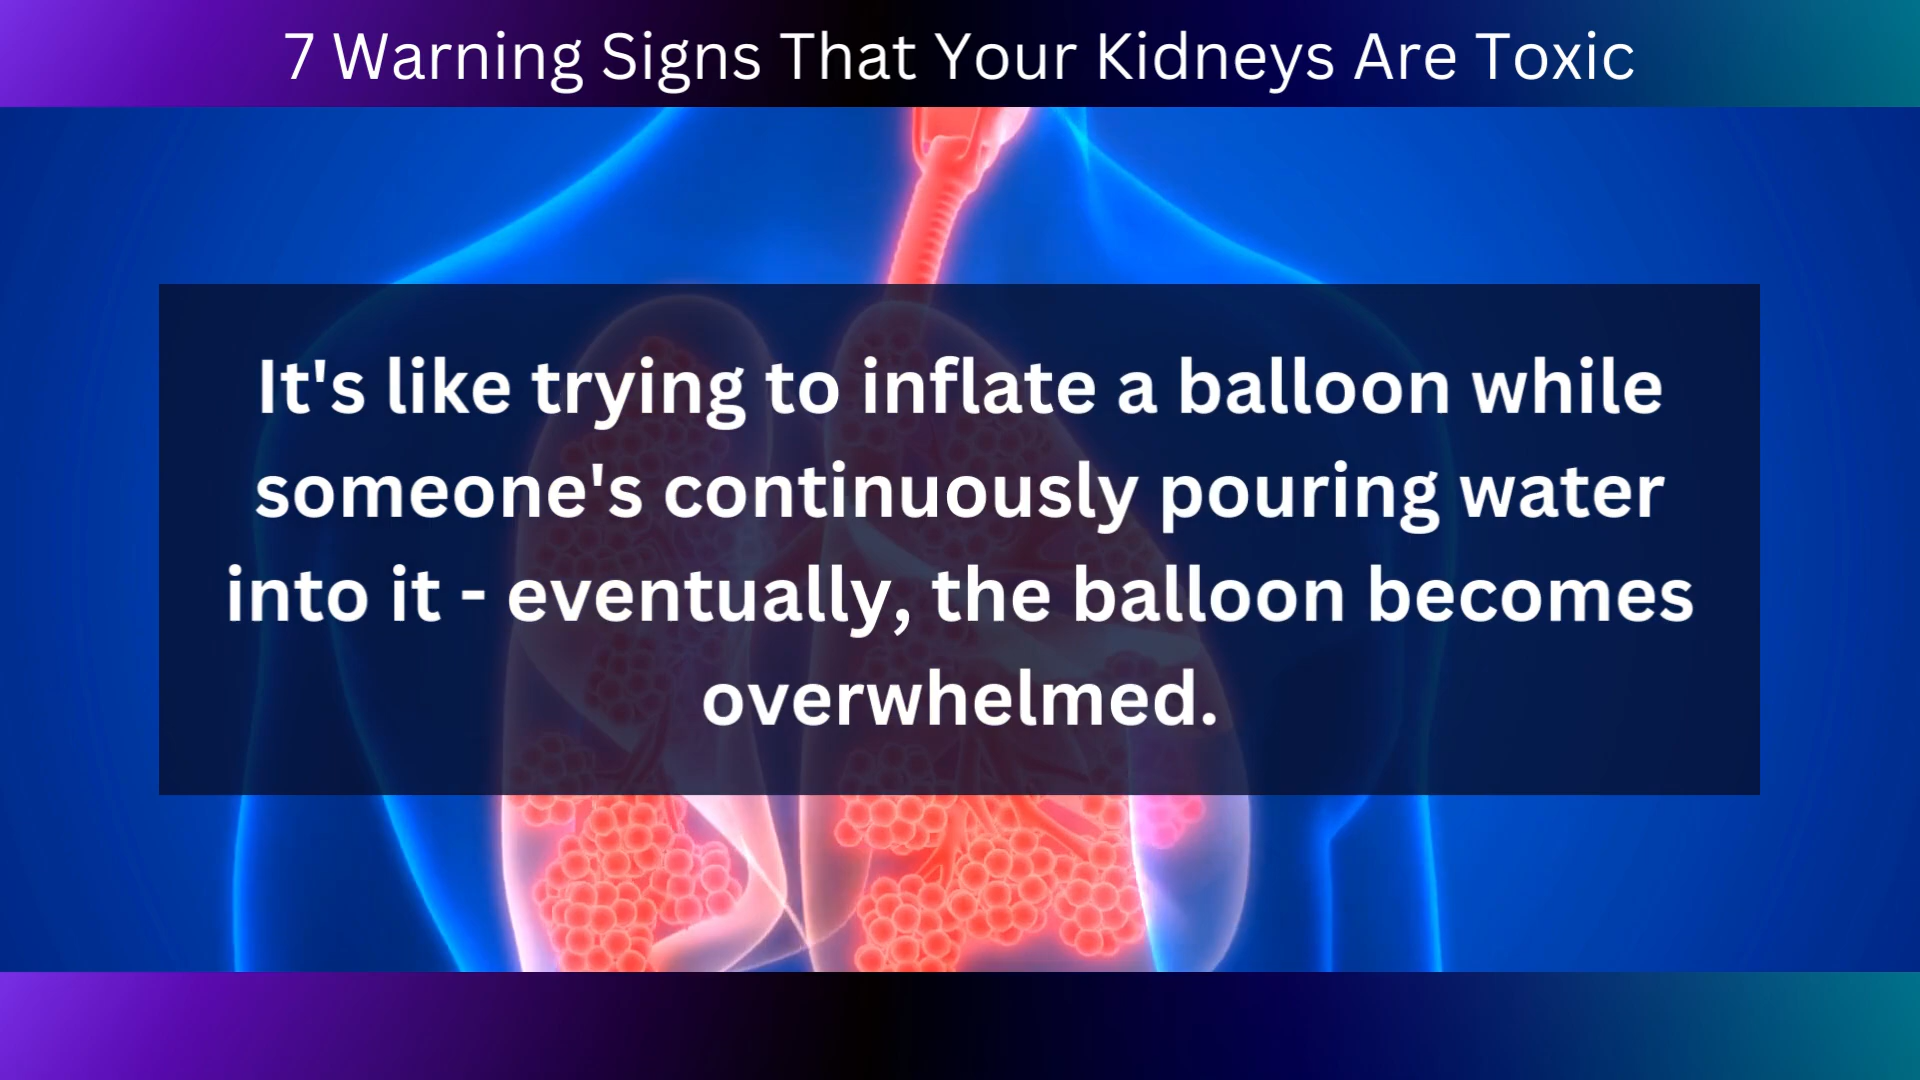 7 Warning Signs That Your Kidneys Are Toxic
It's like trying to inflate a balloon while
someone's continuously pouring water
into it - eventually, the balloon becomes
overwhelmed.